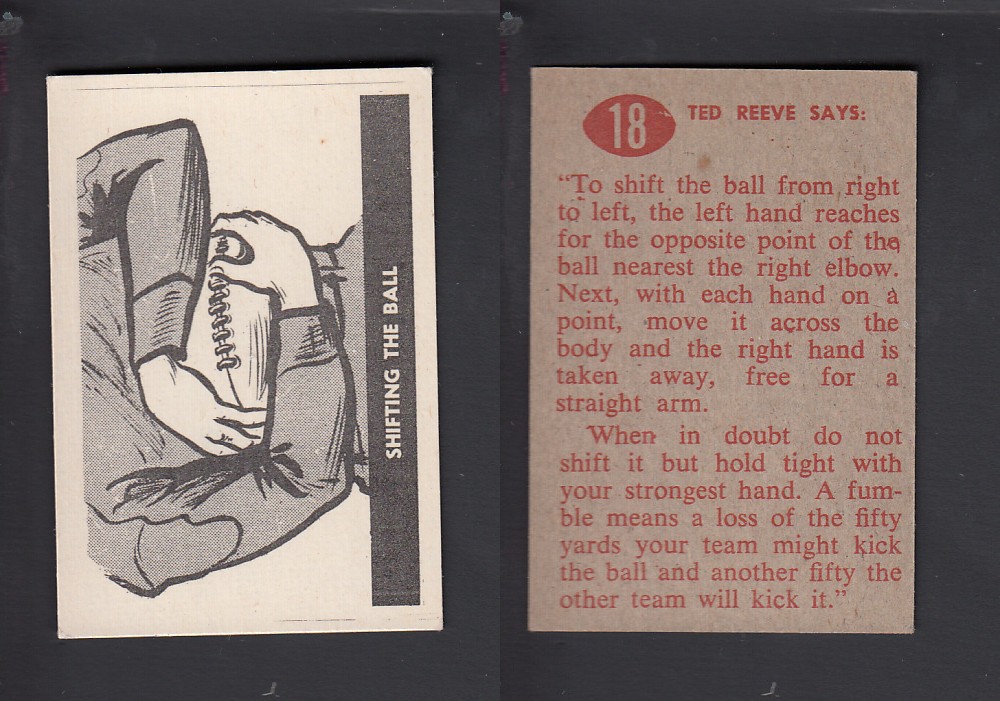 SHIFTING THE BALL
18 TED REEVE SAYS:
“To shift the ball from right
to left, the left hand reaches
for the opposite point of the
ball nearest the right elbow.
Next, with each hand on a
point, move it across the
body and the right hand is
taken away, free for a
straight arm.
When in doubt do not
shift it but hold tight with
your strongest hand. A fum-
ble means a loss of the fifty
yards your team might kick
the ball and another fifty the
other team will kick it.”